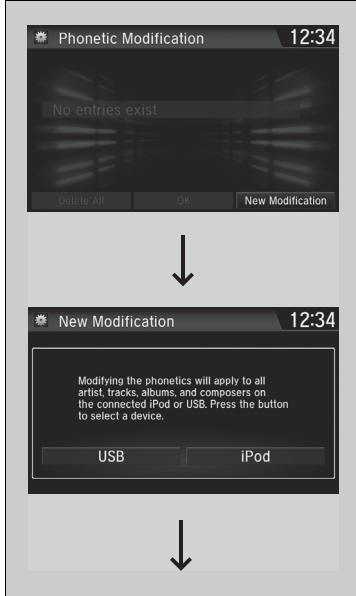 Phonetic Modification 12:34
No entries exist
Delete All OK New Modification
New Modification 12:34
Modifying the phonetics will apply to all
artist, tracks, albums, and composers on
the connected iPod or USB. Press the button
to select a device.
USB iPod